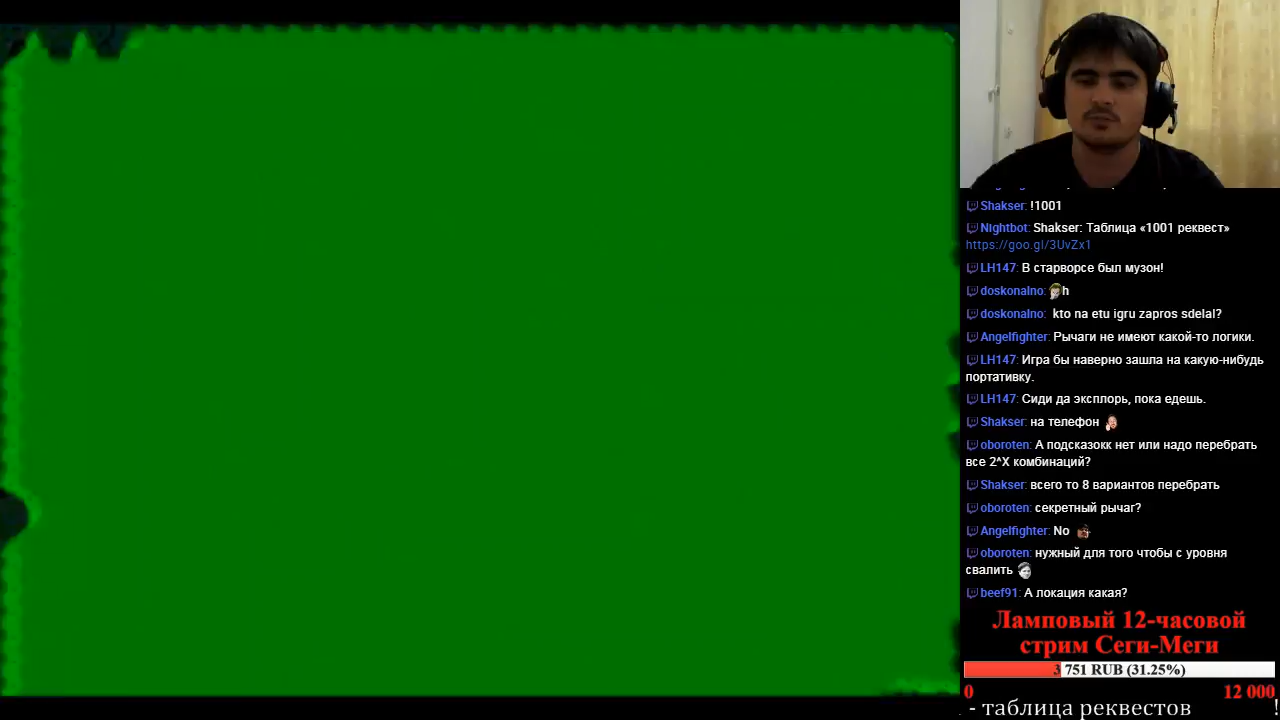 Shakser: !1001
Nightbot: Shakser: Таблица «1001 реквест»
https://goo.gl/3UvZx1
LH147: В старворсе был музон!
doskonalno: h
doskonalno: kto na etu igru zapros sdelal?
Angelfighter: Рычаги не имеют какой-то логики.
LH147: Игра бы наверно зашла на какую-нибудь
портативку.
LH147: Сиди да эксплорь, пока едешь.
Shakser: на телефон
oboroten: А подсказокк нет или надо перебрать
все 2^X комбинаций?
Shakser: всего то 8 вариантов перебрать
oboroten: секретный рычаг?
Angelfighter: No
oboroten: нужный для того чтобы с уровня
свалить
beef91: А локация какая?
Ламповый 12-часовой
стрим Сеги-Меги
3 751 RUB (31.25%)
0 12 000
- таблица реквестов !